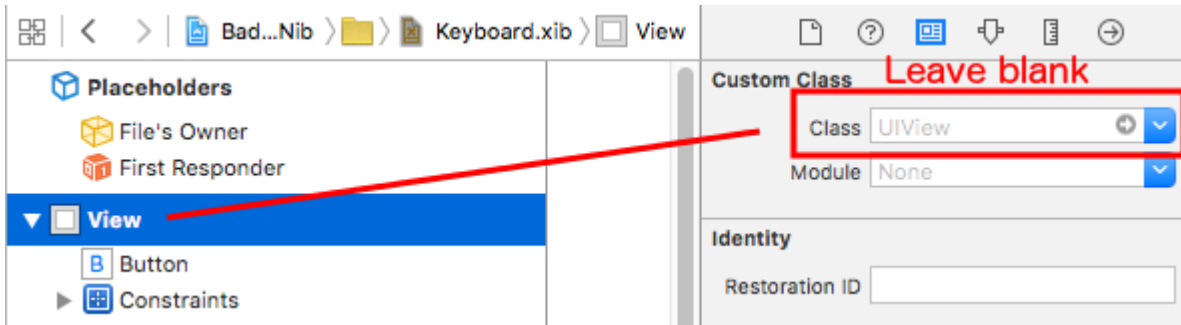 Bad...Nib Keyboard.xib View
Placeholders
File's Owner
First Responder
View
B Button
Constraints
Leave blank
Custom Class
Class UIView
Module None
Identity
Restoration ID